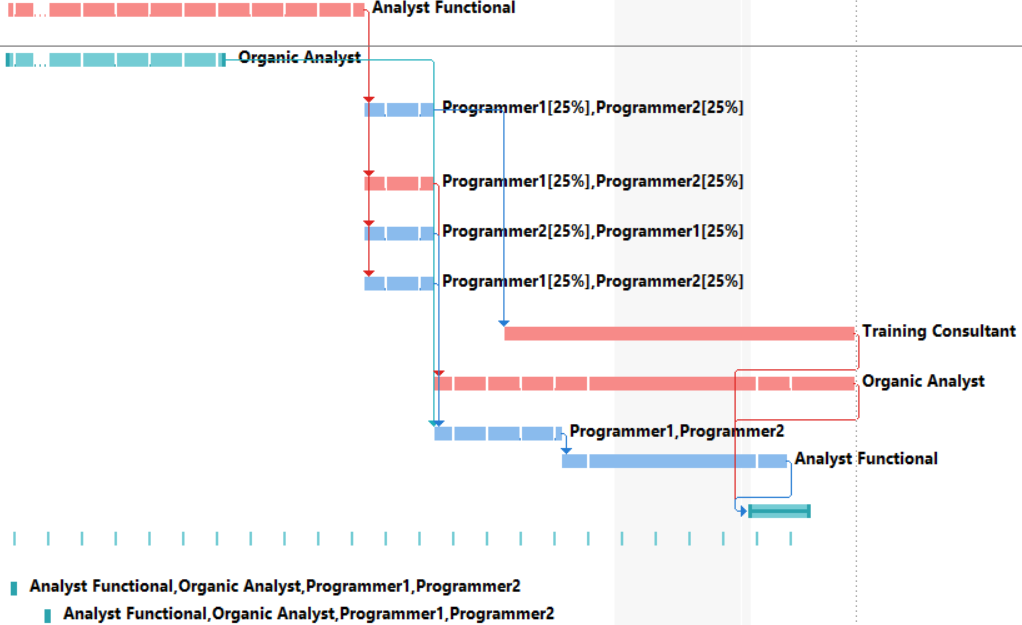 Analyst Functional
Organic Analyst
Programmer1[25%],Programmer2[25%]
Programmer1[25%],Programmer2[25%]
Programmer2[25%],Programmer1[25%]
Programmer1[25%],Programmer2[25%]
Training Consultant
Organic Analyst
Programmer1,Programmer2
Analyst Functional
Analyst Functional,Organic Analyst,Programmer1,Programmer2
Analyst Functional,Organic Analyst,Programmer1,Programmer2